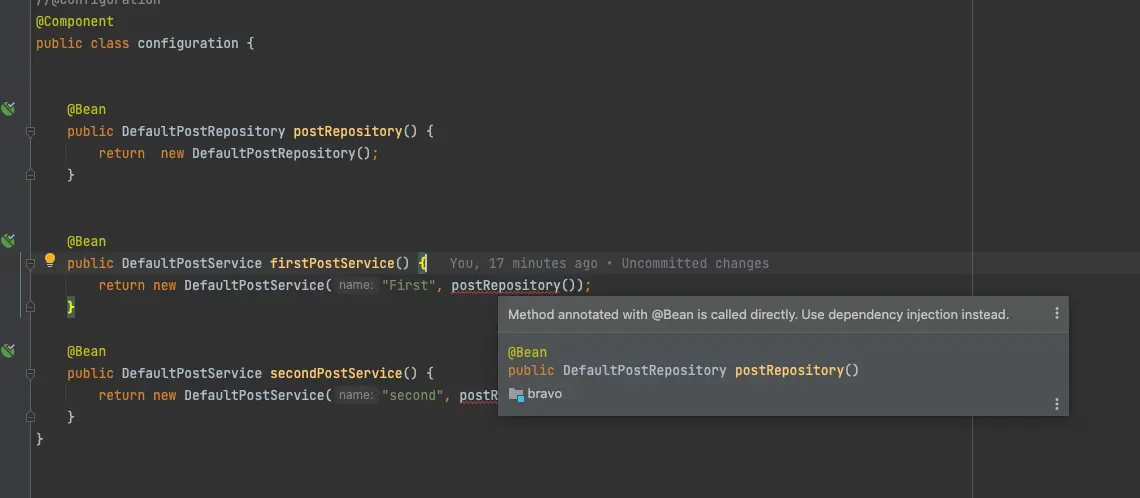 //@Configuration
@Component
public class configuration {
@Bean
public DefaultPostRepository postRepository() {
return  new DefaultPostRepository();
}
@Bean
public DefaultPostService firstPostService() {   You, 17 minutes ago • Uncommitted changes
return new DefaultPostService( name: "First", postRepository());
}
Method annotated with @Bean is called directly. Use dependency injection instead.
@Bean
public DefaultPostRepository postRepository()
bravo
@Bean
public DefaultPostService secondPostService() {
return new DefaultPostService( name: "second", postR
}
}